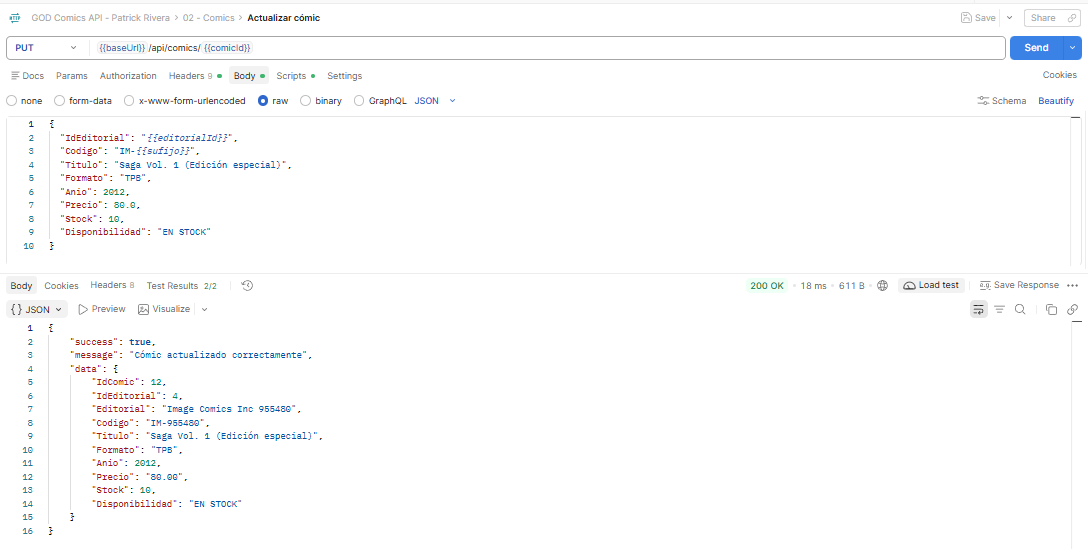 GOD Comics API - Patrick Rivera > 02 - Comics > Actualizar cómic Save Share
PUT {{baseUrl}} /api/comics/ {{comicId}} Send
Docs Params Authorization Headers 9 Body Scripts Settings Cookies
none form-data x-www-form-urlencoded raw binary GraphQL JSON Schema Beautify
1 {
2 "IdEditorial": "{{editorialId}}",
3 "Codigo": "IM-{{sufijo}}",
4 "Titulo": "Saga Vol. 1 (Edición especial)",
5 "Formato": "TPB",
6 "Anio": 2012,
7 "Precio": 80.0,
8 "Stock": 10,
9 "Disponibilidad": "EN STOCK"
10 }
Body Cookies Headers 8 Test Results 2/2 200 OK • 18 ms • 611 B Load test Save Response
{} JSON Preview Visualize
1 {
2 "success": true,
3 "message": "Cómic actualizado correctamente",
4 "data": {
5 "IdComic": 12,
6 "IdEditorial": 4,
7 "Editorial": "Image Comics Inc 955480",
8 "Codigo": "IM-955480",
9 "Titulo": "Saga Vol. 1 (Edición especial)",
10 "Formato": "TPB",
11 "Anio": 2012,
12 "Precio": "80.00",
13 "Stock": 10,
14 "Disponibilidad": "EN STOCK"
15 }
16 }